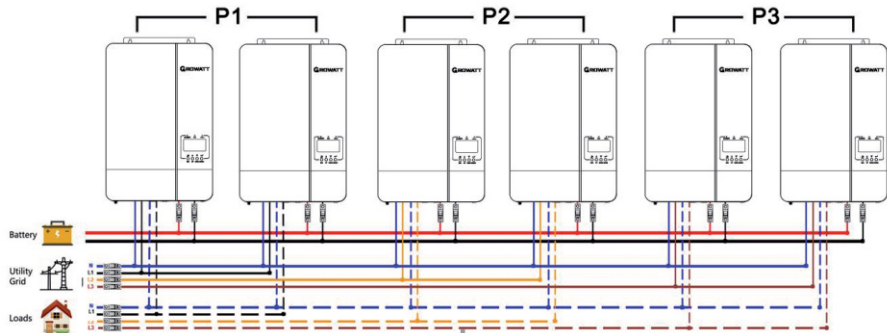 P1 P2 P3
GROWATT GROWATT GROWATT GROWATT GROWATT GROWATT
Battery
Utility
Grid
N
L1
L2
L3
Loads
N
L1
L2
L3